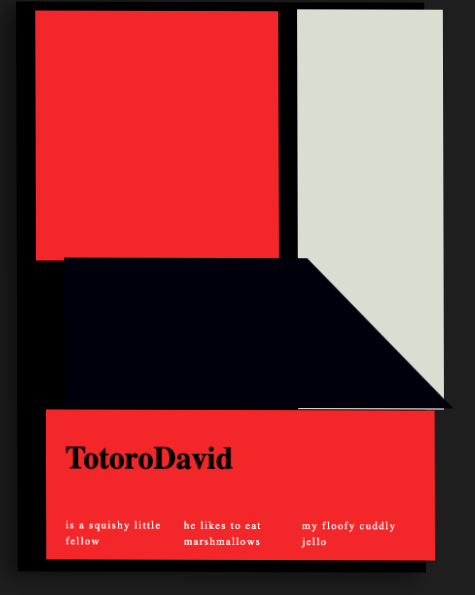 TotoroDavid
is a squishy little
fellow
he likes to eat
marshmallows
my floofy cuddly
jello